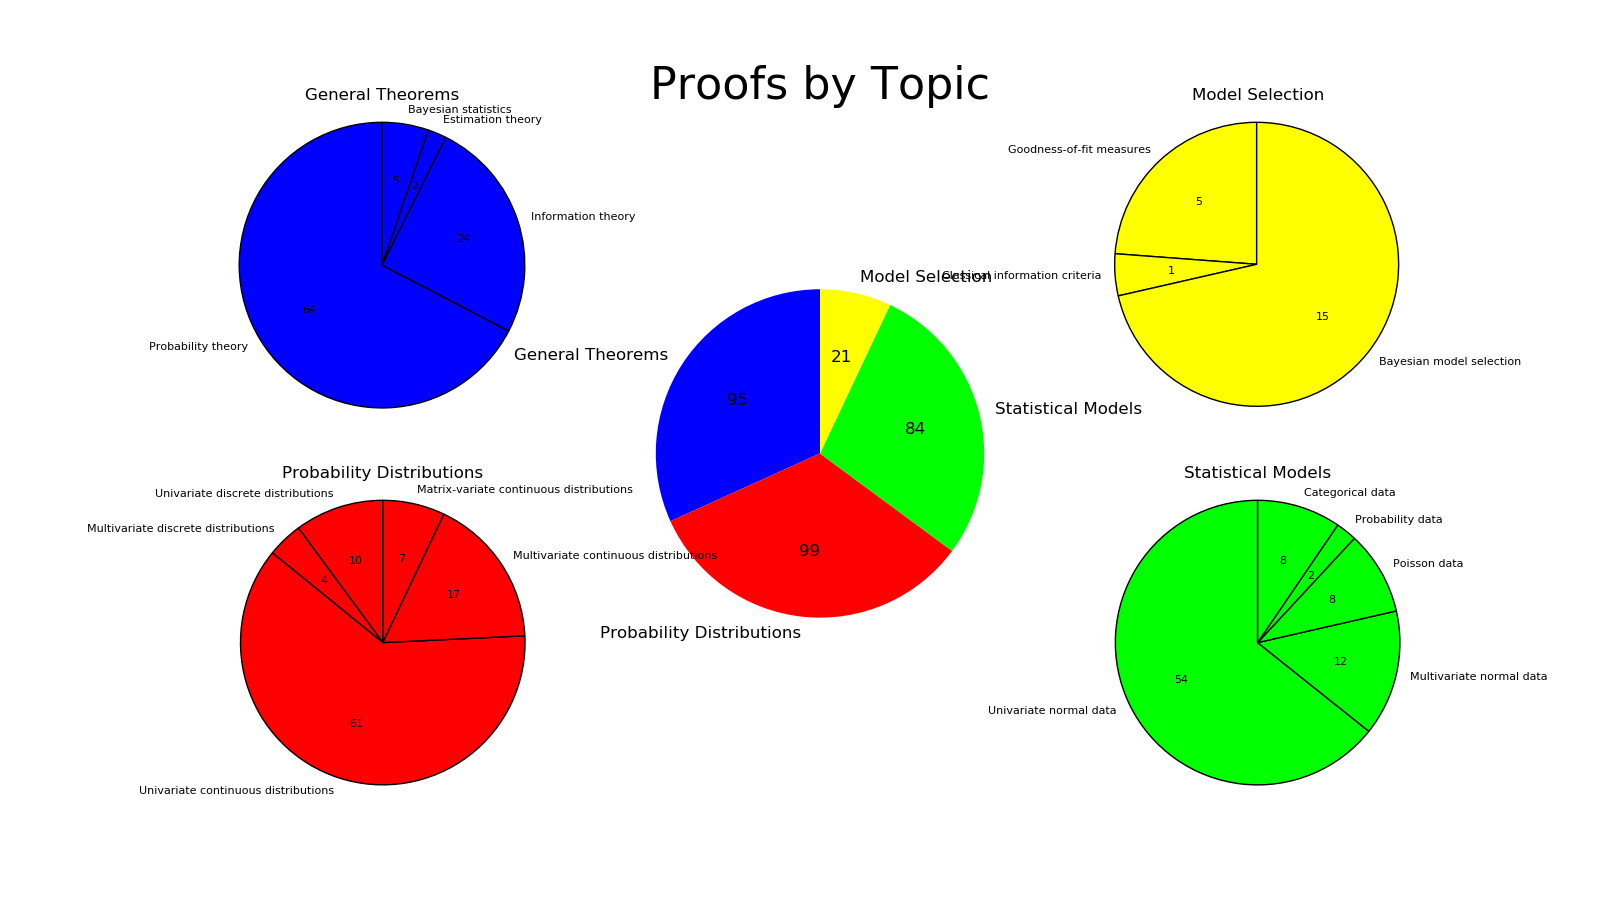 Proofs by Topic
General Theorems
Bayesian statistics
Estimation theory
Information theory
Probability theory
5
2
24
64
Model Selection
Goodness-of-fit measures
Classical information criteria
Bayesian model selection
5
1
15
Model Selection
General Theorems
Statistical Models
Probability Distributions
21
95
84
99
Probability Distributions
Univariate discrete distributions
Matrix-variate continuous distributions
Multivariate discrete distributions
Multivariate continuous distributions
Univariate continuous distributions
10
7
4
17
61
Statistical Models
Categorical data
Probability data
Poisson data
Multivariate normal data
Univariate normal data
8
2
8
12
54